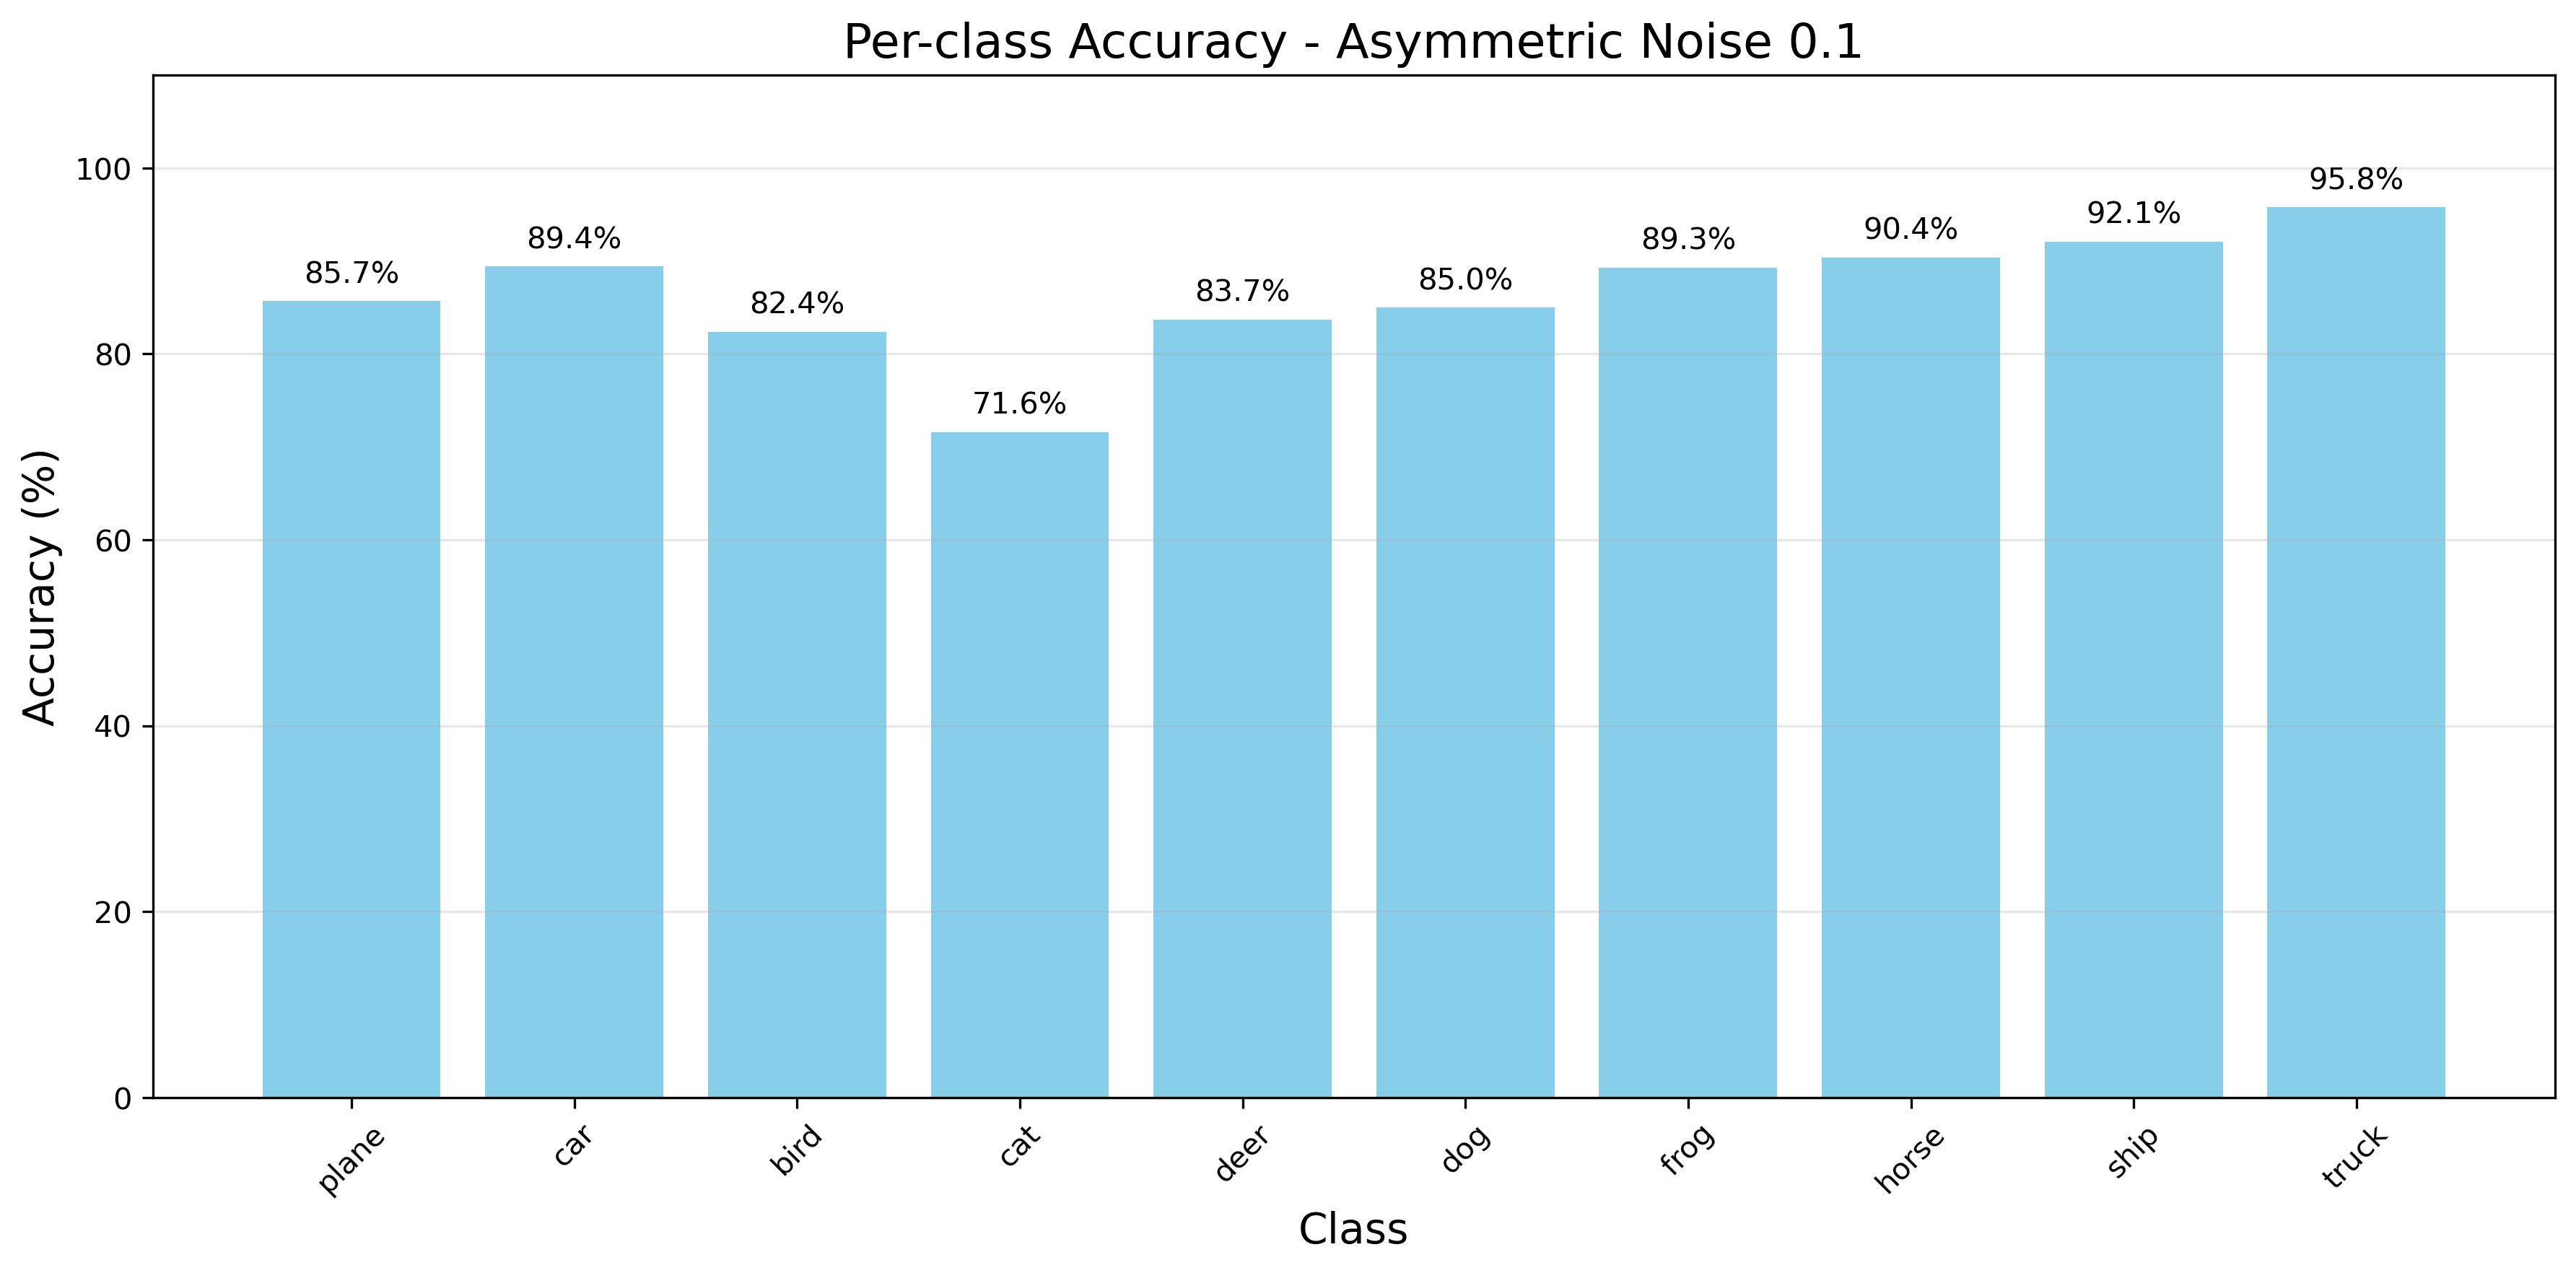 Per-class Accuracy - Asymmetric Noise 0.1
Accuracy (%)
100
80
60
40
20
0
85.7%
89.4%
82.4%
71.6%
83.7%
85.0%
89.3%
90.4%
92.1%
95.8%
plane
car
bird
cat
deer
dog
frog
horse
ship
truck
Class